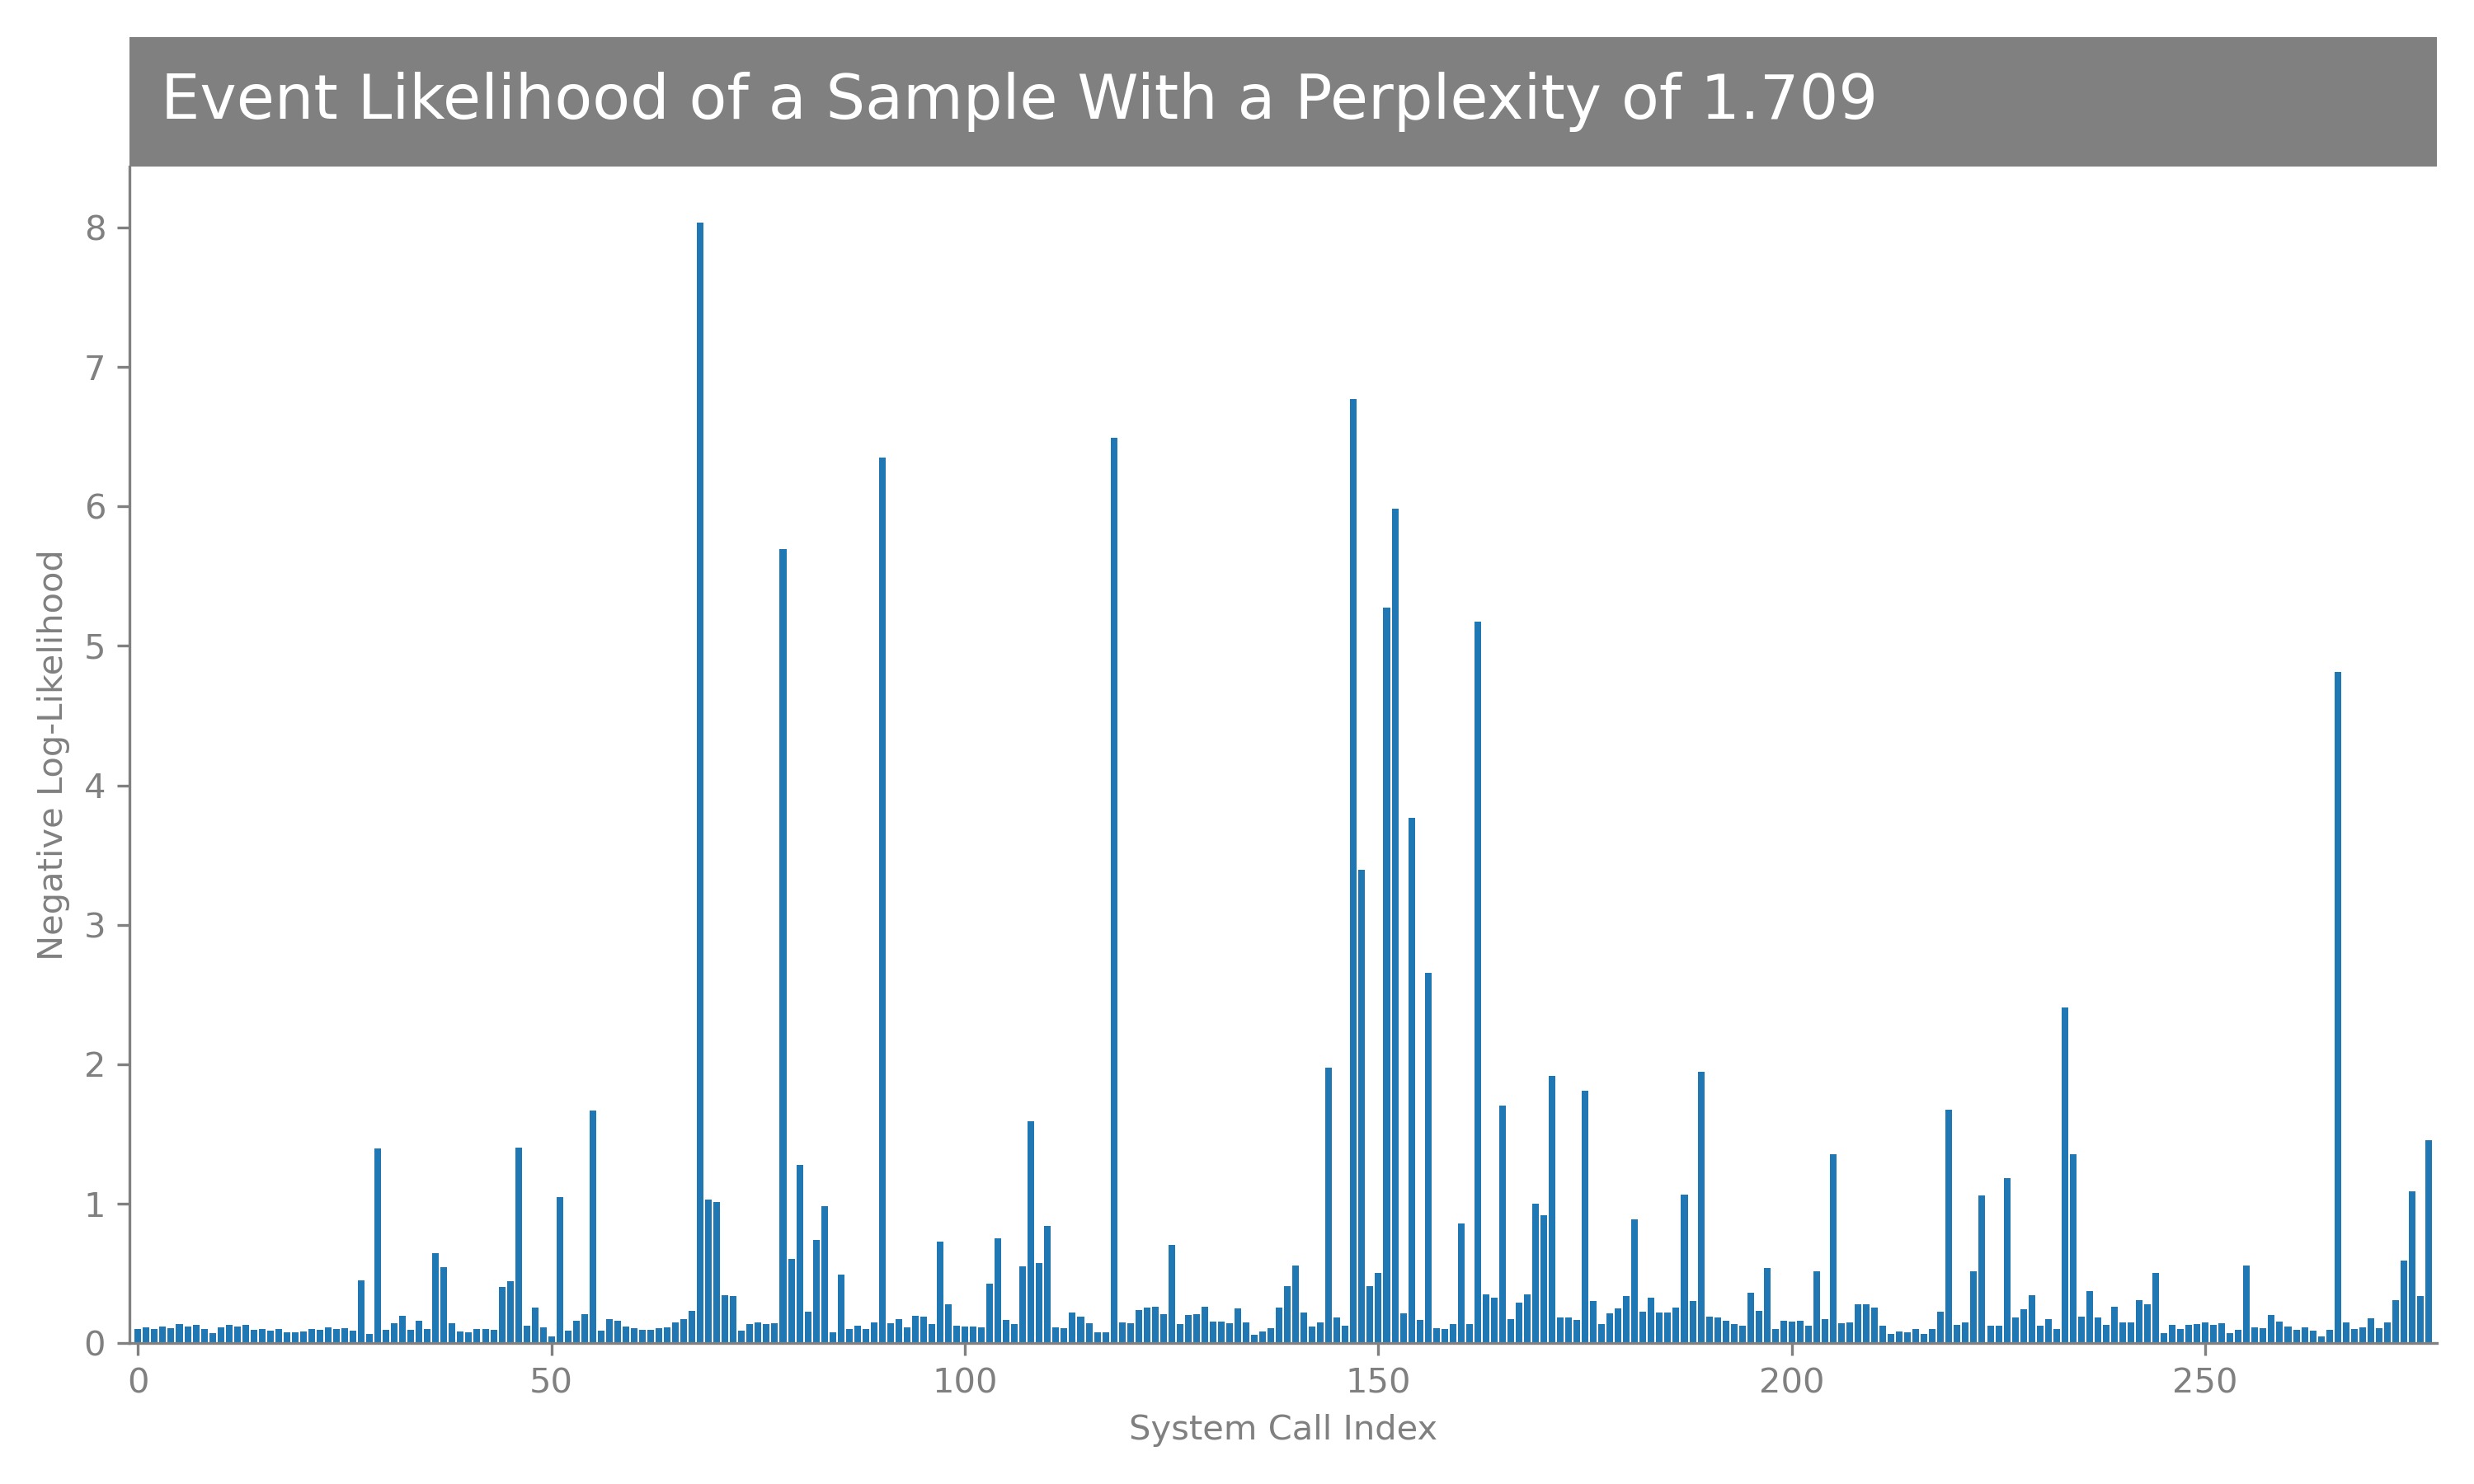 Event Likelihood of a Sample With a Perplexity of 1.709
Negative Log-Likelihood
8
7
6
5
4
3
2
1
0
0 50 100 150 200 250
System Call Index